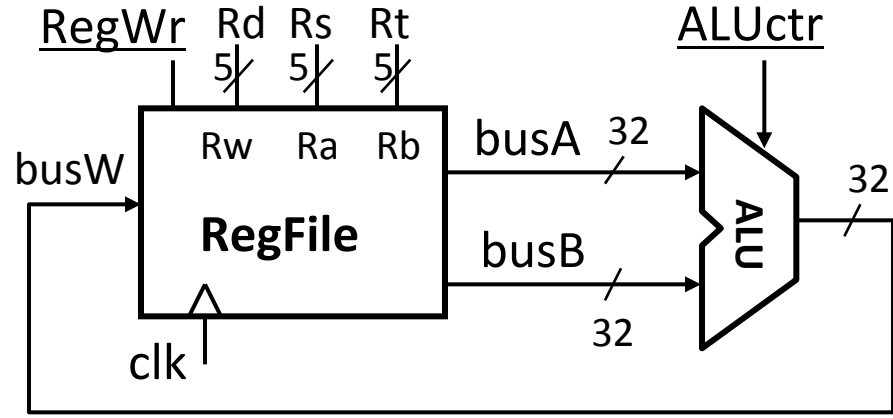 RegWr Rd Rs Rt ALUctr
5 5 5
Rw Ra Rb
busW
RegFile
clk
busA 32
busB
32
ALU
32